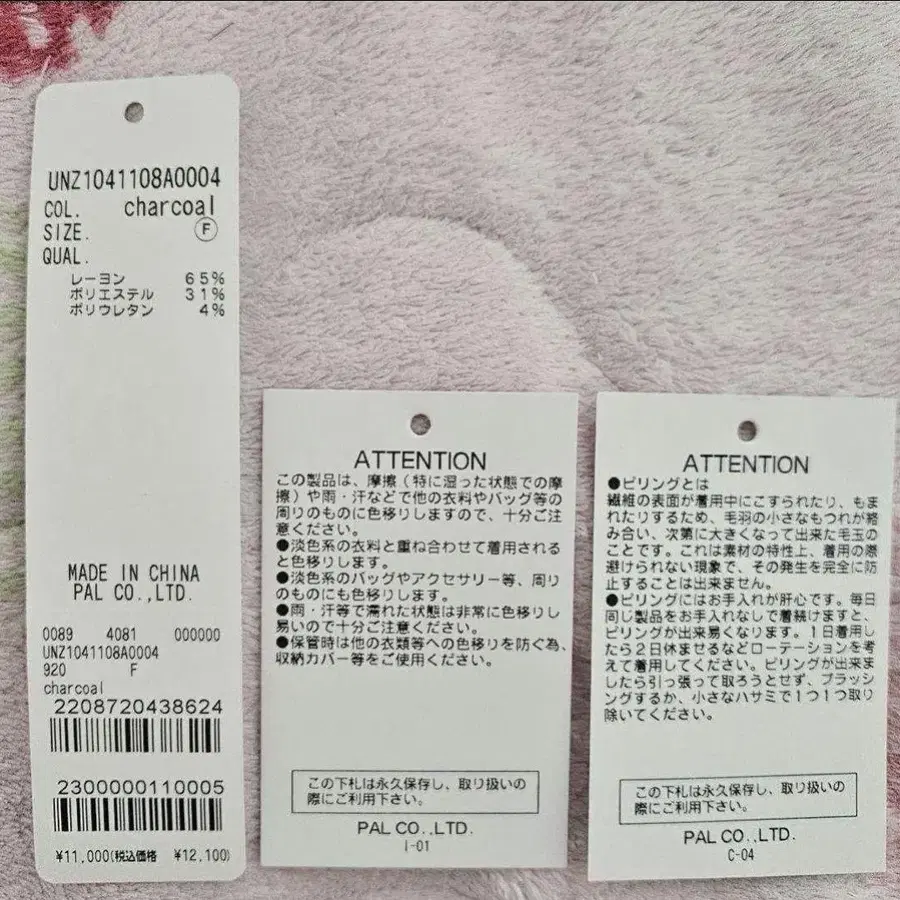 UNZ1041108A0004
COL. charcoal
SIZE. F
QUAL.
レーヨン 65%
ポリエステル 31%
ポリウレタン 4%
MADE IN CHINA
PAL CO.,LTD.
0089 4081 000000
UNZ1041108A0004
920 F
charcoal
2208720438624
2300000110005
¥11,000(税込価格 ¥12,100)
ATTENTION
この製品は、摩擦(特に湿った状態での摩
擦)や雨・汗などで他の衣料やバッグ等の
周りのものに色移りしますので、十分ご注
意ください。
●淡色系の衣料と重ね合わせて着用される
と色移りします。
●淡色系のバッグやアクセサリー等、周り
のものにも色移りします。
●雨・汗等で濡れた状態は非常に色移りし
易いので十分ご注意ください。
●保管時は他の衣類等への色移りを防ぐ為、
収納カバー等をご使用ください。
この下札は永久保存し、取り扱いの
際にご利用下さい。
PAL CO.,LTD.
I-01
ATTENTION
●ピリングとは
繊維の表面が着用中にこすられたり、もま
れたりするため、毛羽の小さなもつれが絡
み合い、次第に大きくなって出来た毛玉の
ことです。これは素材の特性上、着用の際
避けられない現象で、その発生を完全に防
止することは出来ません。
●ピリングにはお手入れが肝心です。毎日
同じ製品をお手入れなしで着続けますと、
ピリングが出来易くなります。1日着用し
たら2日休ませるなどローテーションを考
えて着用してください。ピリングが出来ま
したら引っ張って取ろうとせず、ブラッシ
ングするか、小さなハサミで1つ1つ取り
除いてください。
この下札は永久保存し、取り扱いの
際にご利用下さい。
PAL CO.,LTD.
C-04